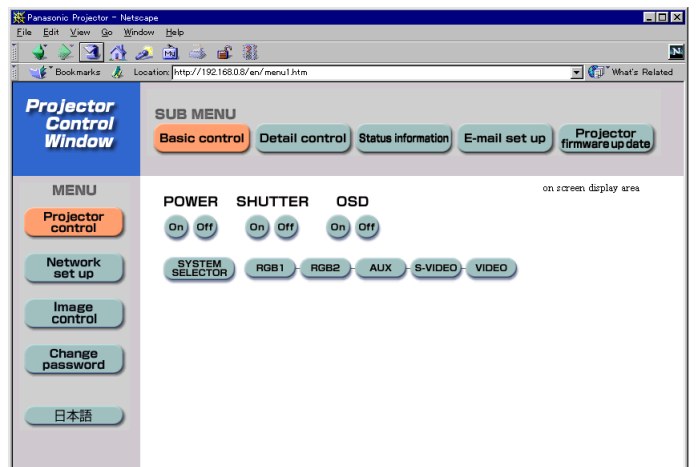 Panasonic Projector - Netscape
File Edit View Go Window Help
Bookmarks Location: http://192.168.0.8/en/menu1.htm What's Related
Projector
Control
Window
SUB MENU
Basic control Detail control Status information E-mail set up Projector
firmware up date
MENU
Projector
control
Network
set up
Image
control
Change
password
日本語
on screen display area
POWER SHUTTER OSD
On Off On Off On Off
SYSTEM
SELECTOR RGB1 RGB2 AUX S-VIDEO VIDEO